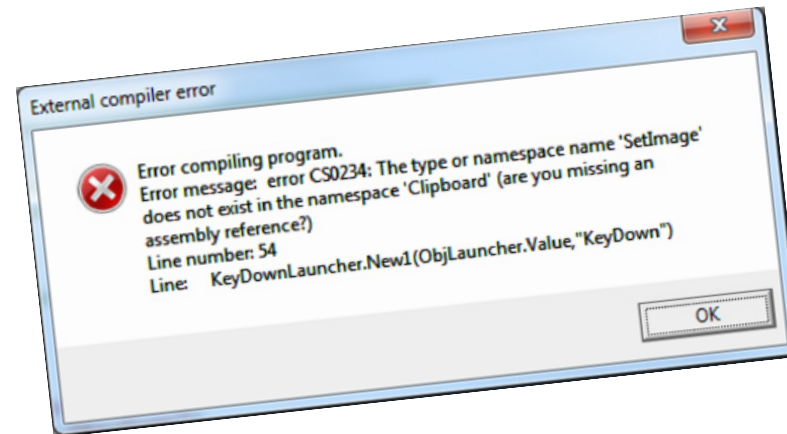 External compiler error
Error compiling program.
Error message:  error CS0234: The type or namespace name 'SetImage'
does not exist in the namespace 'Clipboard' (are you missing an
assembly reference?)
Line number: 54
Line:    KeyDownLauncher.New1(ObjLauncher.Value,"KeyDown")
OK